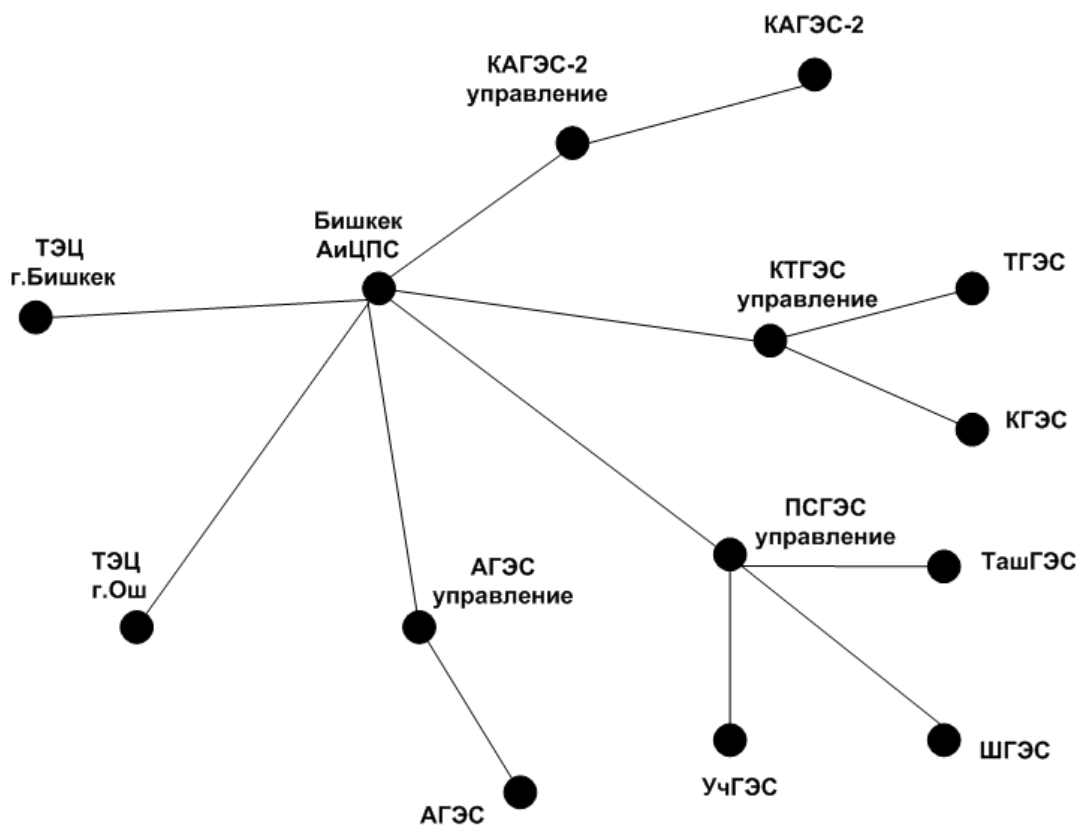 КАГЭС-2
КАГЭС-2
управление
Бишкек
АиЦПС
ТЭЦ
г.Бишкек
КТГЭС
управление
ТГЭС
КГЭС
ПСГЭС
управление
ТашГЭС
ТЭЦ
г.Ош
АГЭС
управление
ШГЭС
УчГЭС
АГЭС